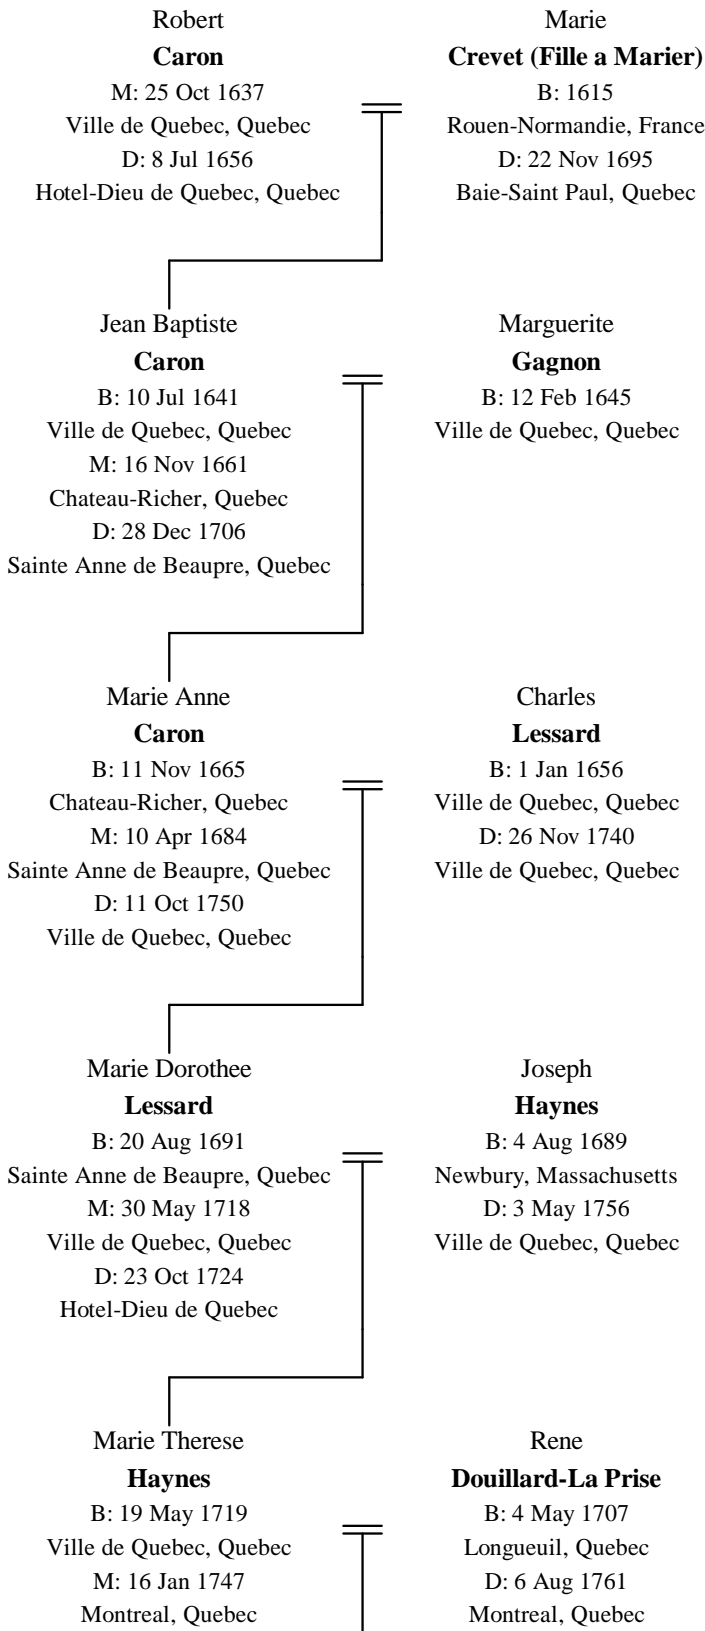 Robert
Caron
M: 25 Oct 1637
Ville de Quebec, Quebec
D: 8 Jul 1656
Hotel-Dieu de Quebec, Quebec
Marie
Crevet (Fille a Marier)
B: 1615
Rouen-Normandie, France
D: 22 Nov 1695
Baie-Saint Paul, Quebec
Jean Baptiste
Caron
B: 10 Jul 1641
Ville de Quebec, Quebec
M: 16 Nov 1661
Chateau-Richer, Quebec
D: 28 Dec 1706
Sainte Anne de Beaupre, Quebec
Marguerite
Gagnon
B: 12 Feb 1645
Ville de Quebec, Quebec
Marie Anne
Caron
B: 11 Nov 1665
Chateau-Richer, Quebec
M: 10 Apr 1684
Sainte Anne de Beaupre, Quebec
D: 11 Oct 1750
Ville de Quebec, Quebec
Charles
Lessard
B: 1 Jan 1656
Ville de Quebec, Quebec
D: 26 Nov 1740
Ville de Quebec, Quebec
Marie Dorothee
Lessard
B: 20 Aug 1691
Sainte Anne de Beaupre, Quebec
M: 30 May 1718
Ville de Quebec, Quebec
D: 23 Oct 1724
Hotel-Dieu de Quebec
Joseph
Haynes
B: 4 Aug 1689
Newbury, Massachusetts
D: 3 May 1756
Ville de Quebec, Quebec
Marie Therese
Haynes
B: 19 May 1719
Ville de Quebec, Quebec
M: 16 Jan 1747
Montreal, Quebec
Rene
Douillard-La Prise
B: 4 May 1707
Longueuil, Quebec
D: 6 Aug 1761
Montreal, Quebec